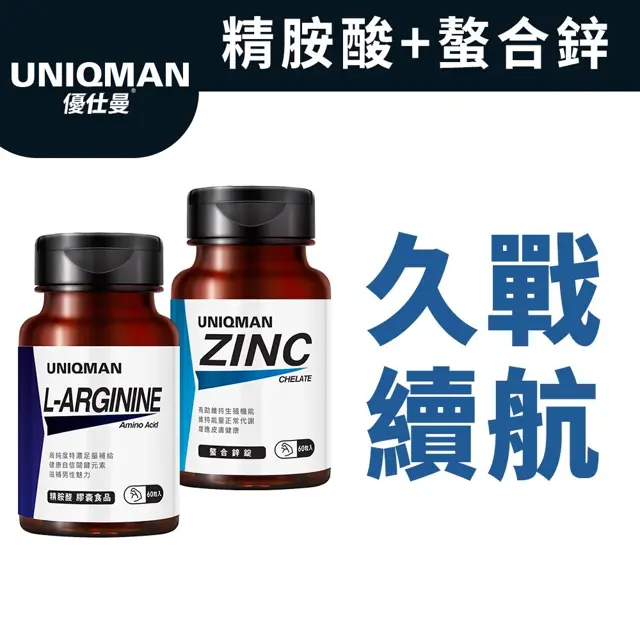 精胺酸+螯合鋅
UNIQMAN®
優仕曼
久戰
續航
UNIQMAN
ZINC
CHELATE
有助維持生殖機能
維持能量正常代謝
增進皮膚健康
螯合鋅 錠
60粒入
UNIQMAN
L-ARGININE
Amino Acid
高純度特濃足量補給
健康自信關鍵元素
滋補男性魅力
精胺酸 膠囊食品
60粒入